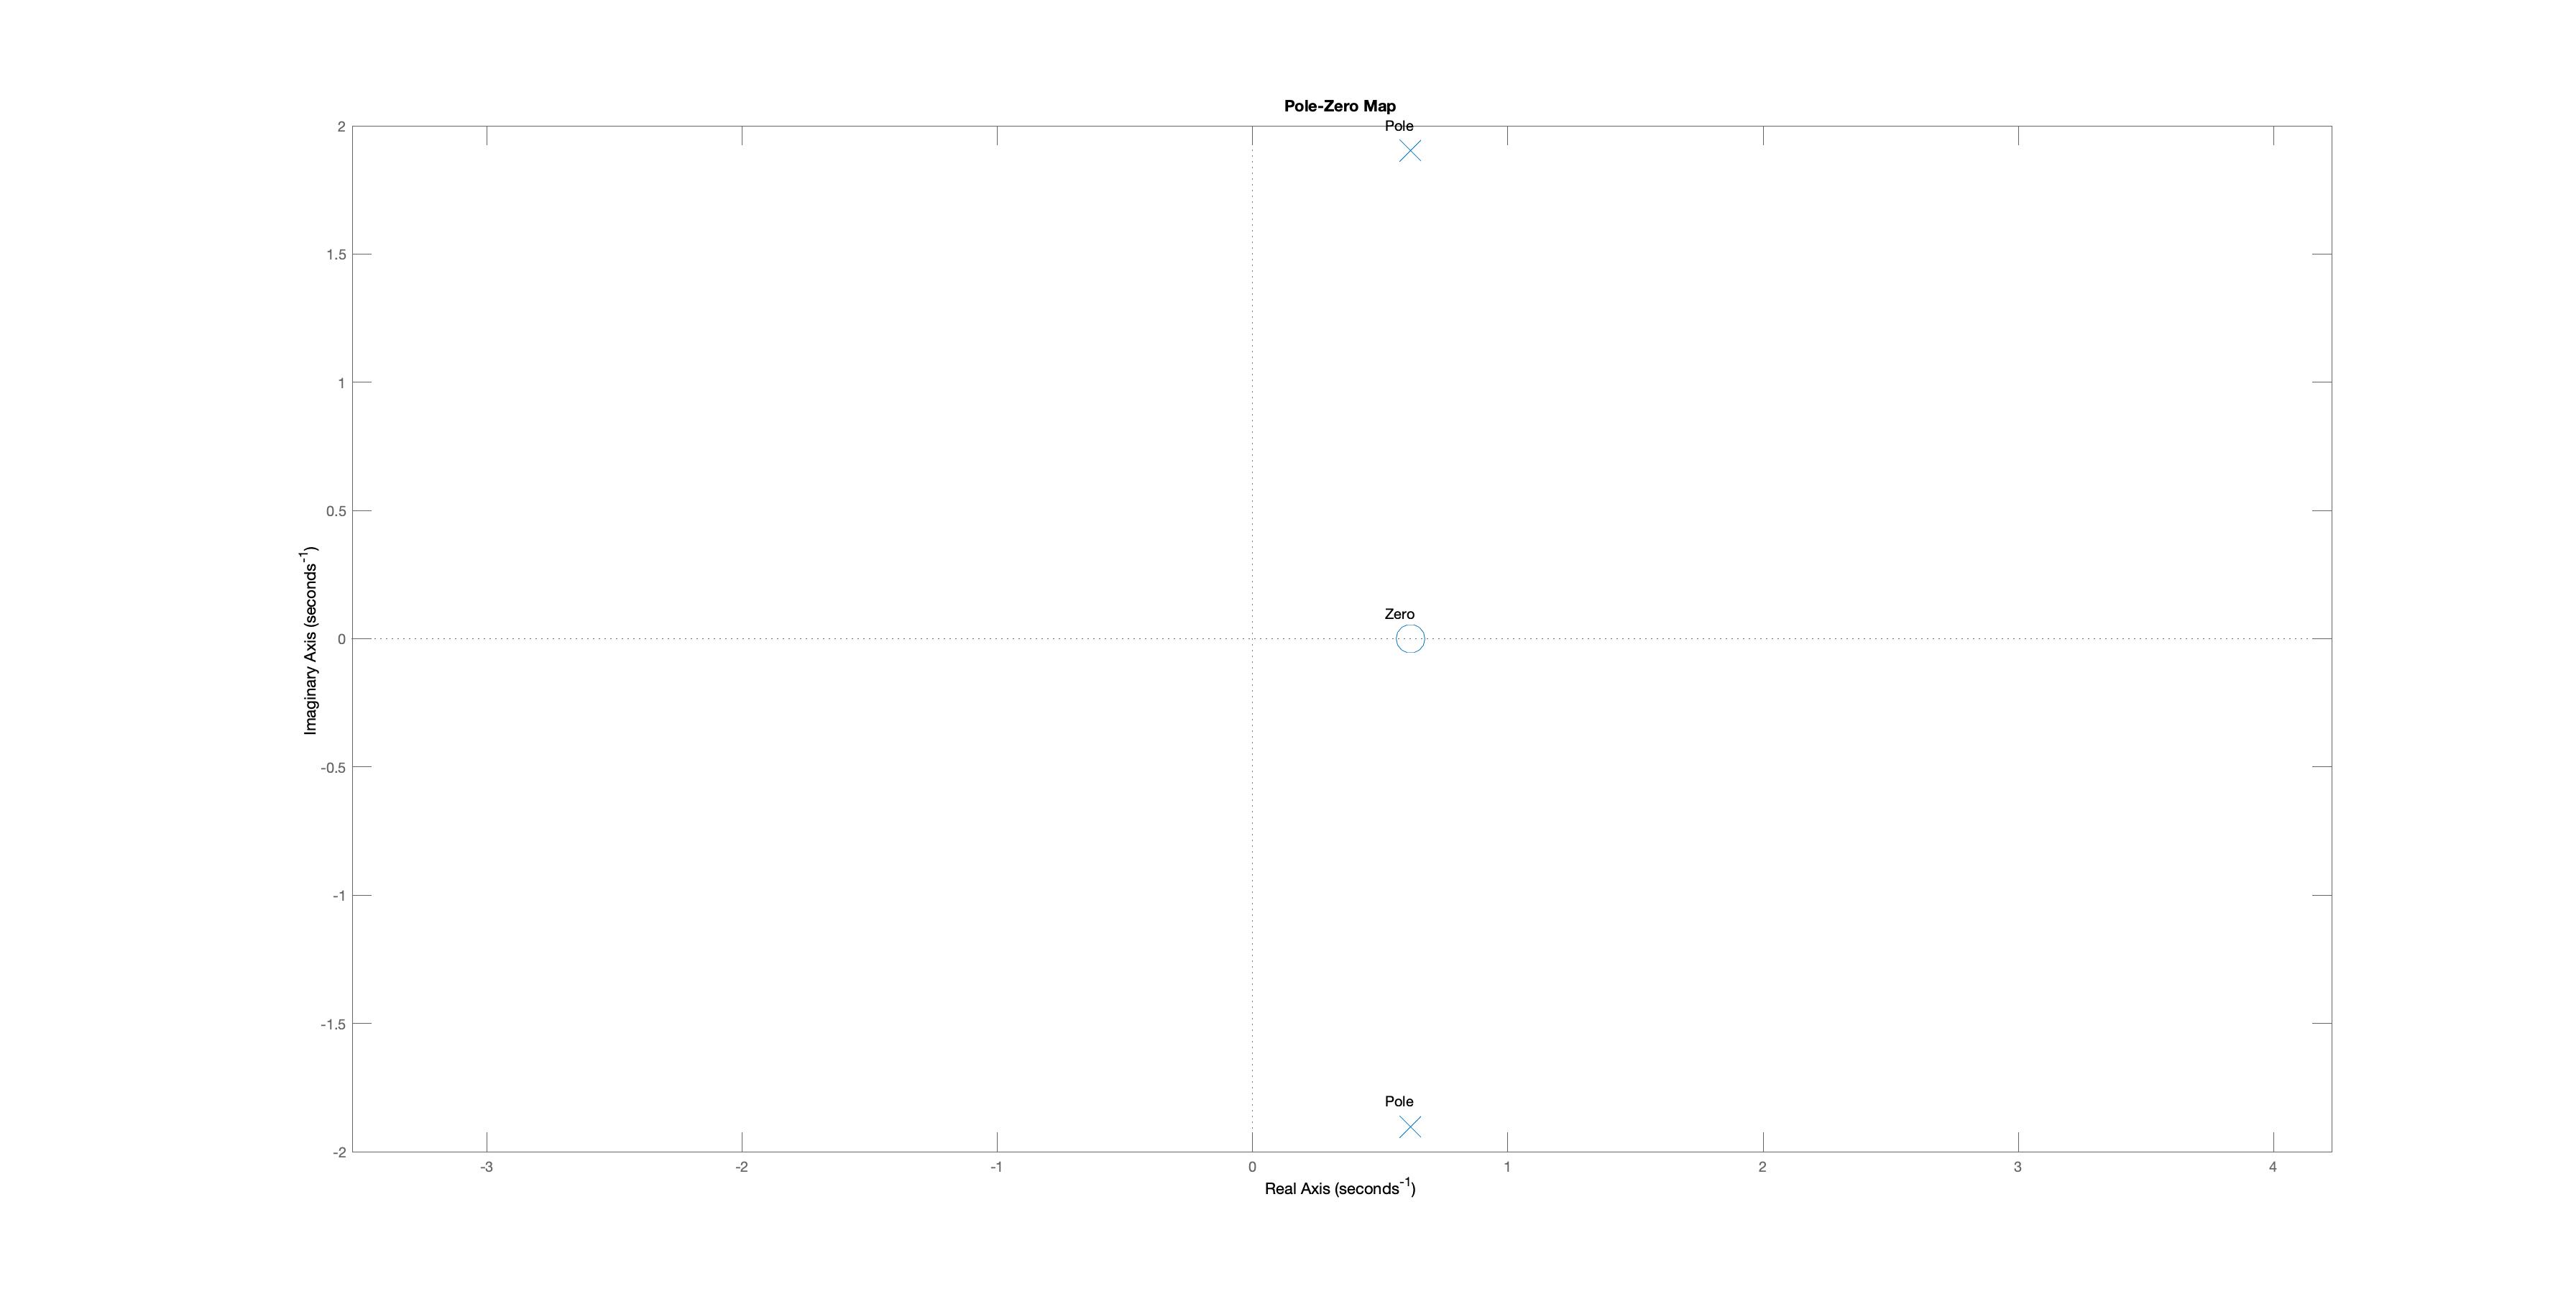 Pole-Zero Map
Pole
2
1.5
1
0.5
Zero
0
-0.5
-1
-1.5
Pole
-2
-3 -2 -1 0 1 2 3 4
Real Axis (seconds⁻¹)
Imaginary Axis (seconds⁻¹)